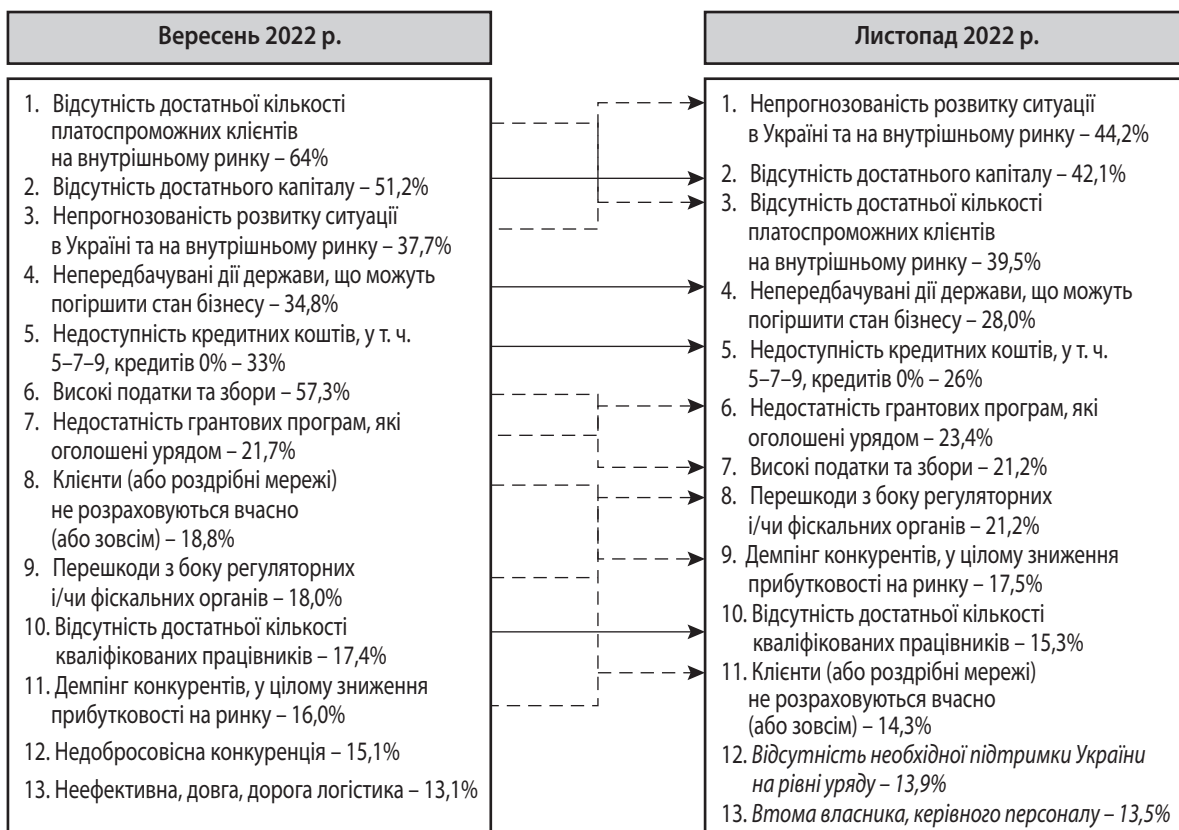 Вересень 2022 р.
1. Відсутність достатньої кількості
платоспроможних клієнтів
на внутрішньому ринку – 64%
2. Відсутність достатнього капіталу – 51,2%
3. Непрогнозованість розвитку ситуації
в Україні та на внутрішньому ринку – 37,7%
4. Непередбачувані дії держави, що можуть
погіршити стан бізнесу – 34,8%
5. Недоступність кредитних коштів, у т. ч.
5–7–9, кредитів 0% – 33%
6. Високі податки та збори – 57,3%
7. Недостатність грантових програм, які
оголошені урядом – 21,7%
8. Клієнти (або роздрібні мережі)
не розраховуються вчасно
(або зовсім) – 18,8%
9. Перешкоди з боку регуляторних
і/чи фіскальних органів – 18,0%
10. Відсутність достатньої кількості
кваліфікованих працівників – 17,4%
11. Демпінг конкурентів, у цілому зниження
прибутковості на ринку – 16,0%
12. Недобросовісна конкуренція – 15,1%
13. Неефективна, довга, дорога логістика – 13,1%
Листопад 2022 р.
1. Непрогнозованість розвитку ситуації
в Україні та на внутрішньому ринку – 44,2%
2. Відсутність достатнього капіталу – 42,1%
3. Відсутність достатньої кількості
платоспроможних клієнтів
на внутрішньому ринку – 39,5%
4. Непередбачувані дії держави, що можуть
погіршити стан бізнесу – 28,0%
5. Недоступність кредитних коштів, у т. ч.
5–7–9, кредитів 0% – 26%
6. Недостатність грантових програм, які
оголошені урядом – 23,4%
7. Високі податки та збори – 21,2%
8. Перешкоди з боку регуляторних
і/чи фіскальних органів – 21,2%
9. Демпінг конкурентів, у цілому зниження
прибутковості на ринку – 17,5%
10. Відсутність достатньої кількості
кваліфікованих працівників – 15,3%
11. Клієнти (або роздрібні мережі)
не розраховуються вчасно
(або зовсім) – 14,3%
12. Відсутність необхідної підтримки України
на рівні уряду – 13,9%
13. Втома власника, керівного персоналу – 13,5%